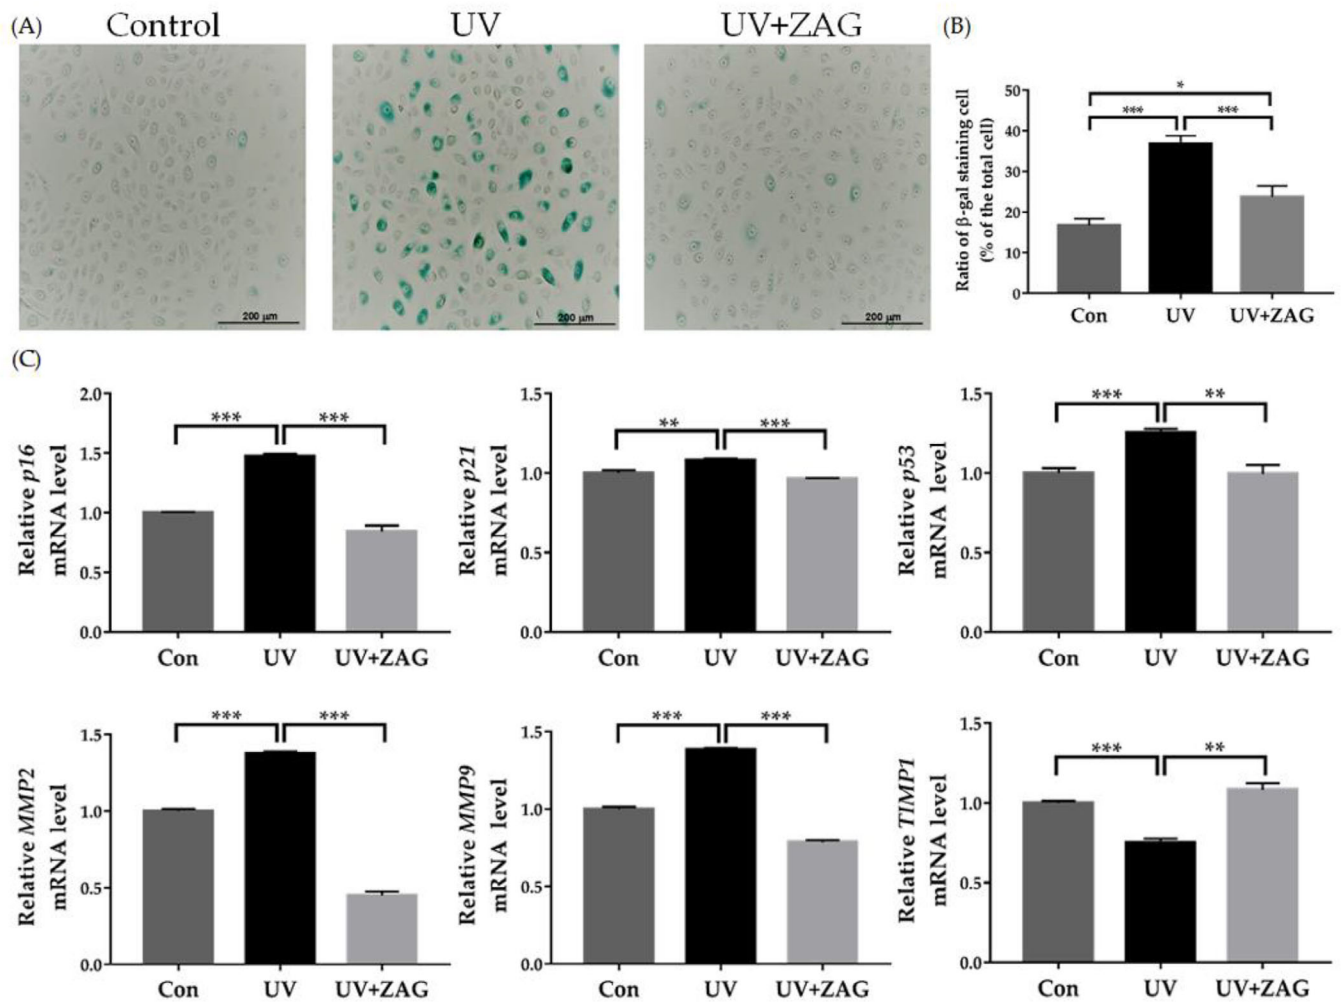 (A)
Control
UV
UV+ZAG
200 μm
200 μm
200 μm
(B)
Ratio of β-gal staining cell
(% of the total cell)
50
40
30
20
10
0
*
***
***
Con
UV
UV+ZAG
(C)
Relative p16
mRNA level
2.0
1.5
1.0
0.5
0.0
***
***
Con
UV
UV+ZAG
Relative p21
mRNA level
1.5
1.0
0.5
0.0
**
***
Con
UV
UV+ZAG
Relative p53
mRNA level
1.5
1.0
0.5
0.0
***
**
Con
UV
UV+ZAG
Relative MMP2
mRNA level
1.5
1.0
0.5
0.0
***
***
Con
UV
UV+ZAG
Relative MMP9
mRNA level
1.5
1.0
0.5
0.0
***
***
Con
UV
UV+ZAG
Relative TIMP1
mRNA level
1.5
1.0
0.5
0.0
***
**
Con
UV
UV+ZAG